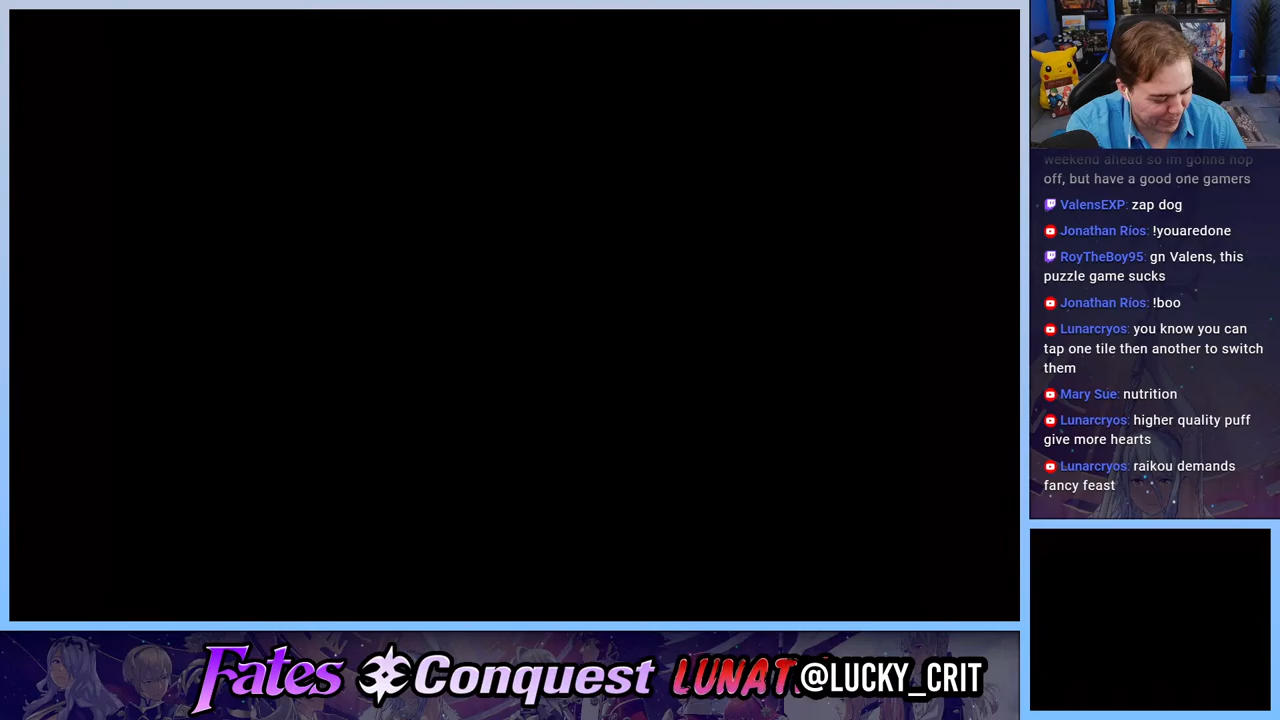 weekend ahead so im gonna hop
off, but have a good one gamers
ValensEXP: zap dog
Jonathan Ríos: !youaredone
RoyTheBoy95: gn Valens, this
puzzle game sucks
Jonathan Ríos: !boo
Lunarcryos: you know you can
tap one tile then another to switch
them
Mary Sue: nutrition
Lunarcryos: higher quality puff
give more hearts
Lunarcryos: raikou demands
fancy feast
Fates Conquest LUNAT @LUCKY_CRIT